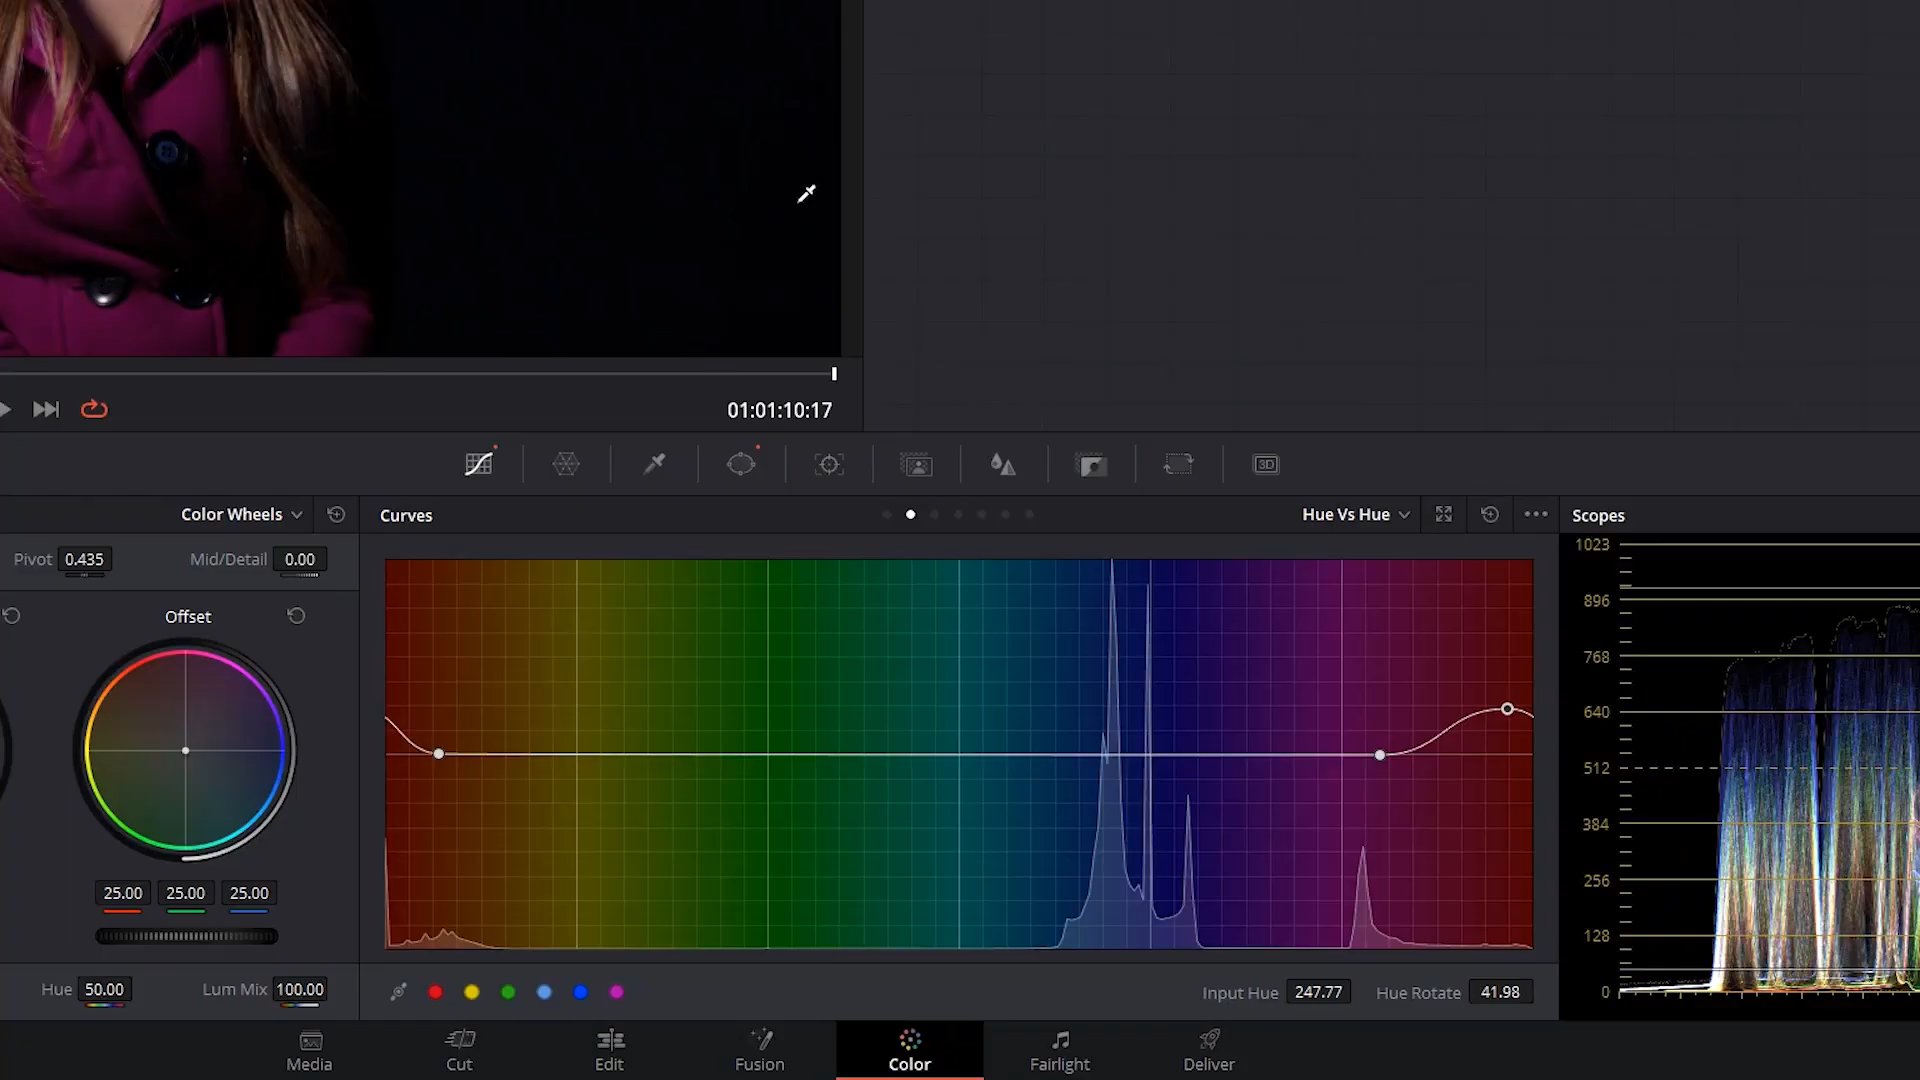 01:01:10:17
3D
Color Wheels
Curves
Hue Vs Hue
Scopes
Pivot 0.435 Mid/Detail 0.00
Offset
25.00 25.00 25.00
Hue 50.00 Lum Mix 100.00
Input Hue 247.77 Hue Rotate 41.98
1023
896
768
640
512
384
256
128
0
Media
Cut
Edit
Fusion
Color
Fairlight
Deliver